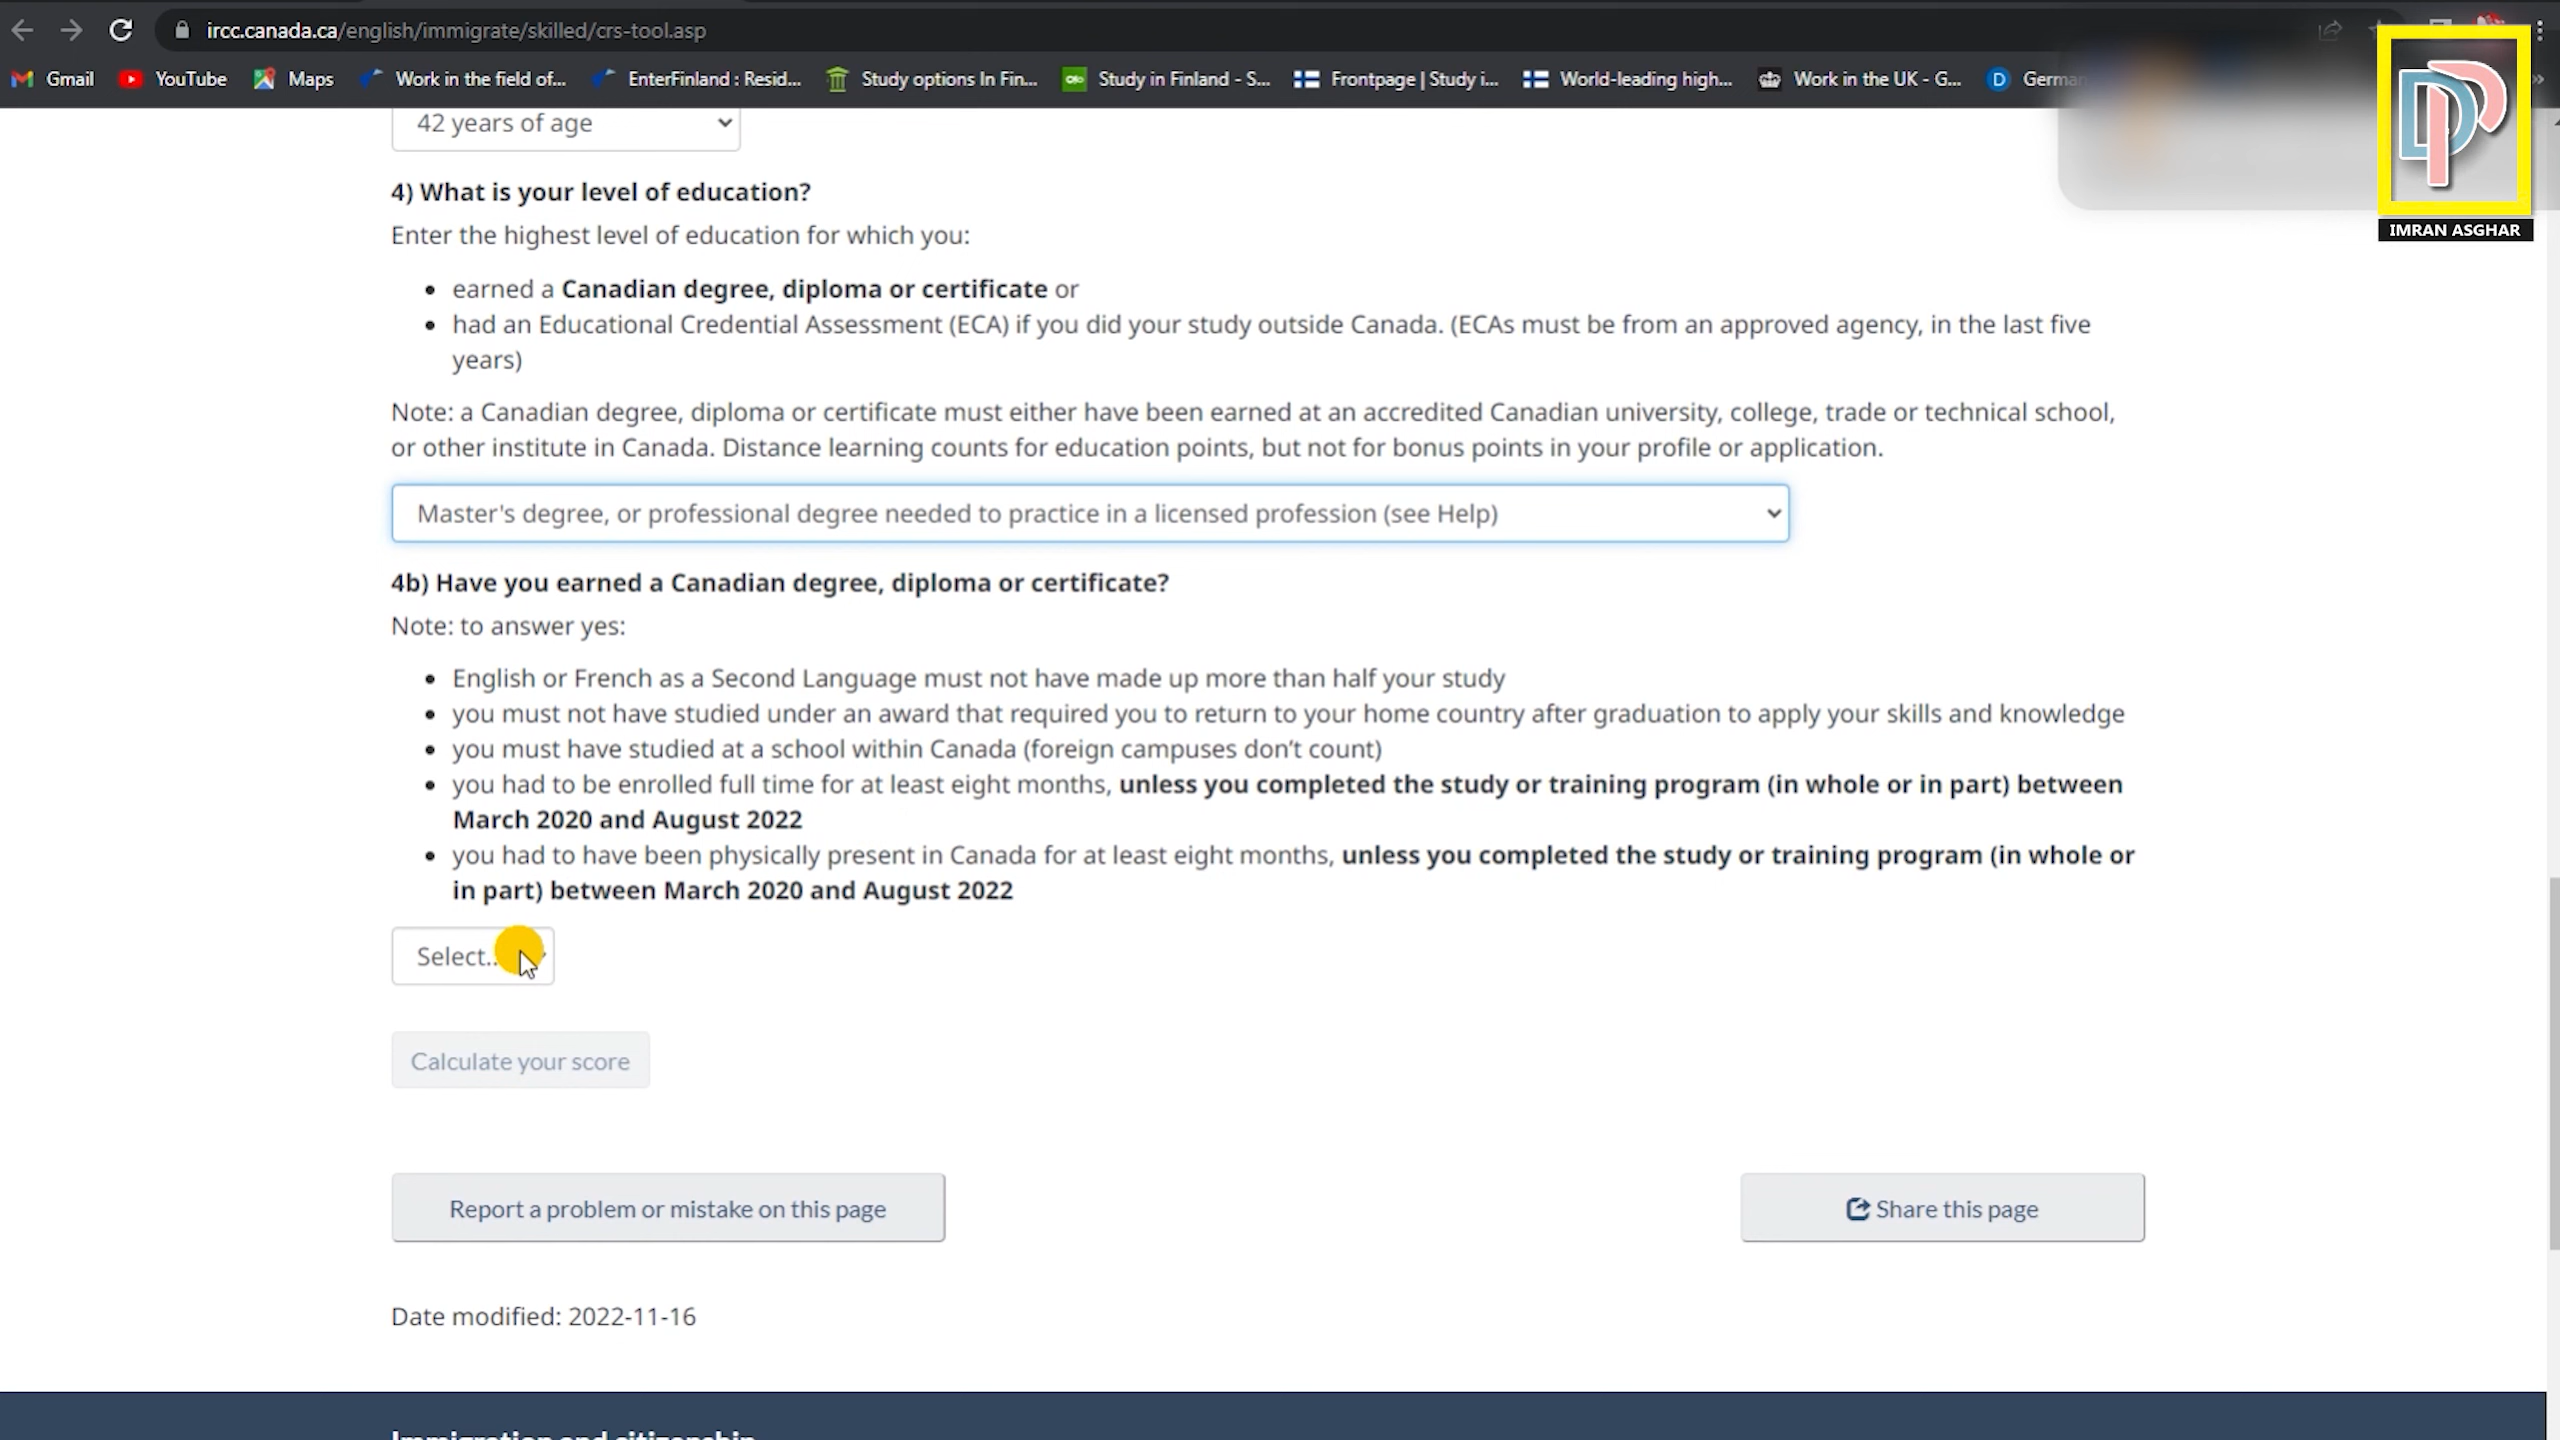 ircc.canada.ca/english/immigrate/skilled/crs-tool.asp
Gmail YouTube Maps Work in the field of... EnterFinland : Resid... Study options In Fin... Study in Finland - S... Frontpage | Study i... World-leading high... Work in the UK - G... German
IMRAN ASGHAR
42 years of age
4) What is your level of education?
Enter the highest level of education for which you:
earned a Canadian degree, diploma or certificate or
had an Educational Credential Assessment (ECA) if you did your study outside Canada. (ECAs must be from an approved agency, in the last five
years)
Note: a Canadian degree, diploma or certificate must either have been earned at an accredited Canadian university, college, trade or technical school,
or other institute in Canada. Distance learning counts for education points, but not for bonus points in your profile or application.
Master's degree, or professional degree needed to practice in a licensed profession (see Help)
4b) Have you earned a Canadian degree, diploma or certificate?
Note: to answer yes:
English or French as a Second Language must not have made up more than half your study
you must not have studied under an award that required you to return to your home country after graduation to apply your skills and knowledge
you must have studied at a school within Canada (foreign campuses don't count)
you had to be enrolled full time for at least eight months, unless you completed the study or training program (in whole or in part) between
March 2020 and August 2022
you had to have been physically present in Canada for at least eight months, unless you completed the study or training program (in whole or
in part) between March 2020 and August 2022
Select..
Calculate your score
Report a problem or mistake on this page
Share this page
Date modified: 2022-11-16
Immigration and citizenship